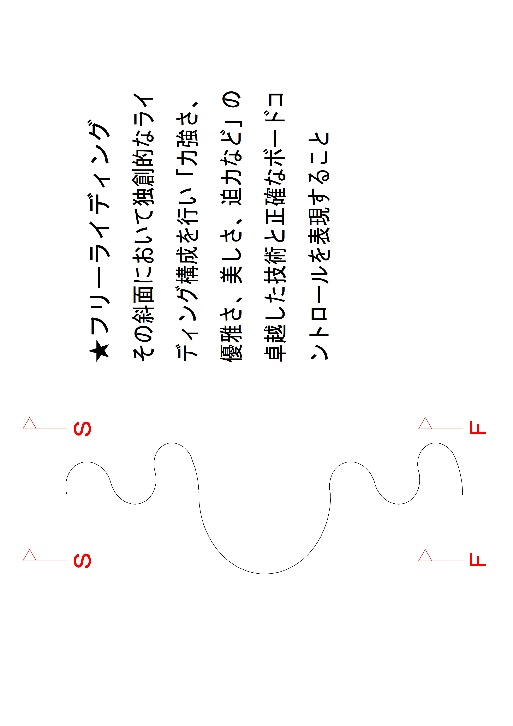 ★フリーライディング
その斜面において独創的なライ
ディング構成を行い「力強さ、
優雅さ、美しさ、迫力など」の
卓越した技術と正確なボードコ
ントロールを表現すること
S
S
F
F